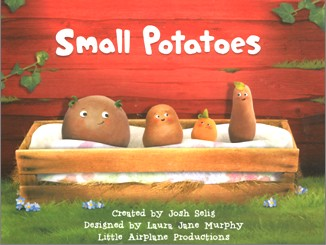 Small Potatoes
Created by Josh Selig
Designed by Laura Jane Murphy
Little Airplane Productions